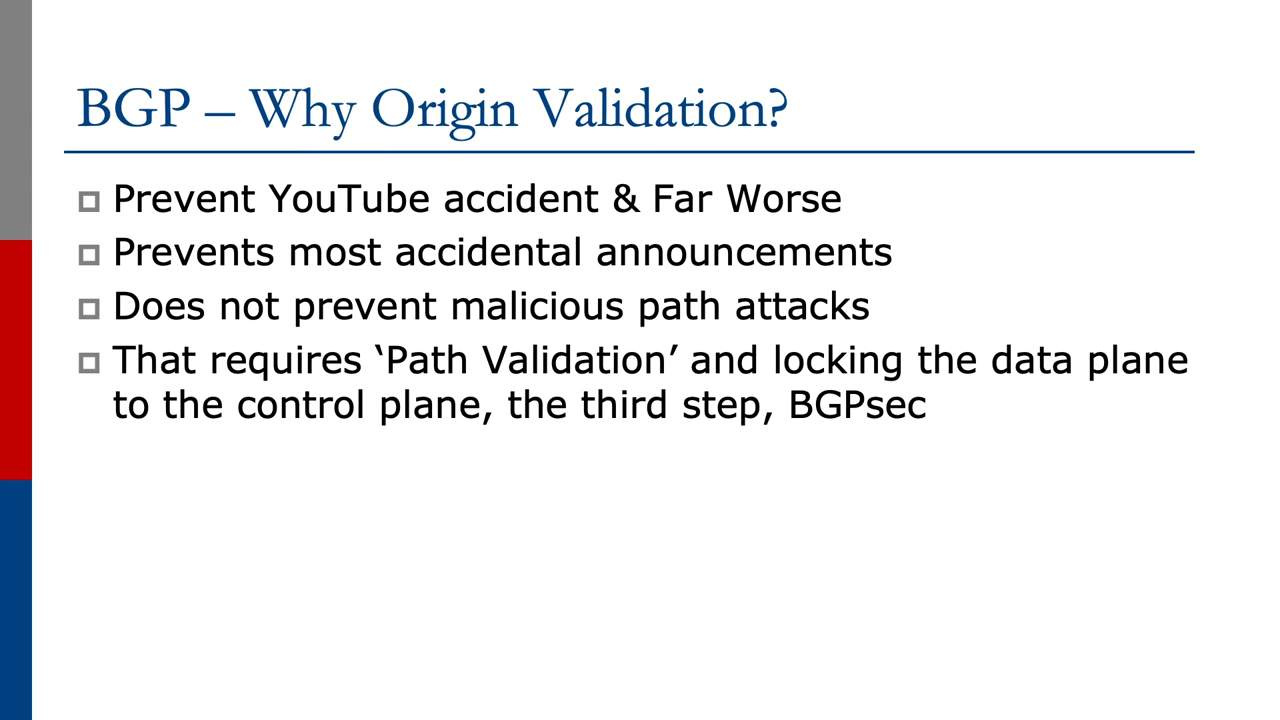 BGP – Why Origin Validation?
Prevent YouTube accident & Far Worse
Prevents most accidental announcements
Does not prevent malicious path attacks
That requires ‘Path Validation’ and locking the data plane
to the control plane, the third step, BGPsec